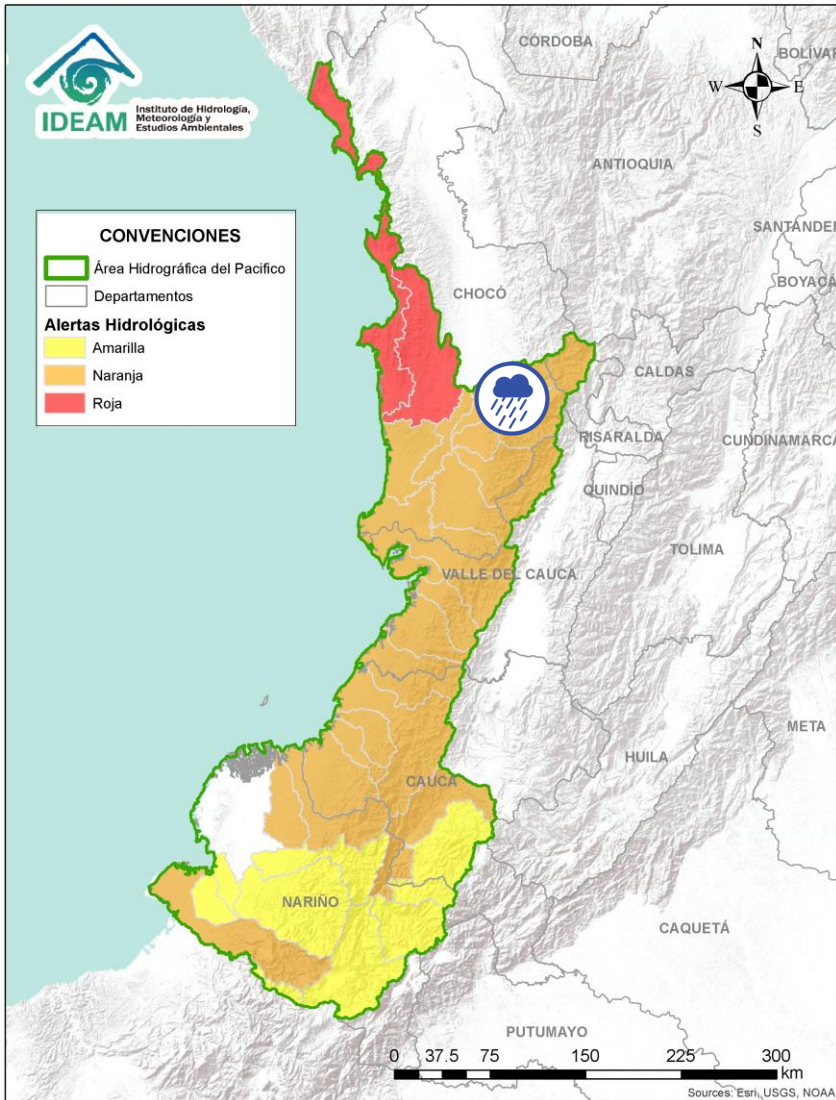 IDEAM
Instituto de Hidrología,
Meteorología y
Estudios Ambientales
CÓRDOBA
BOLÍVAR
N
W
E
S
ANTIOQUIA
SANTANDER
BOYACÁ
CONVENCIONES
Área Hidrográfica del Pacifico
Departamentos
Alertas Hidrológicas
Amarilla
Naranja
Roja
CHOCÓ
CALDAS
RISARALDA
CUNDINAMARCA
QUINDÍO
TOLIMA
VALLE DEL CAUCA
META
HUILA
CAUCA
NARIÑO
CAQUETÁ
PUTUMAYO
0 37.5 75 150 225 300
km
Sources: Esri, USGS, NOAA